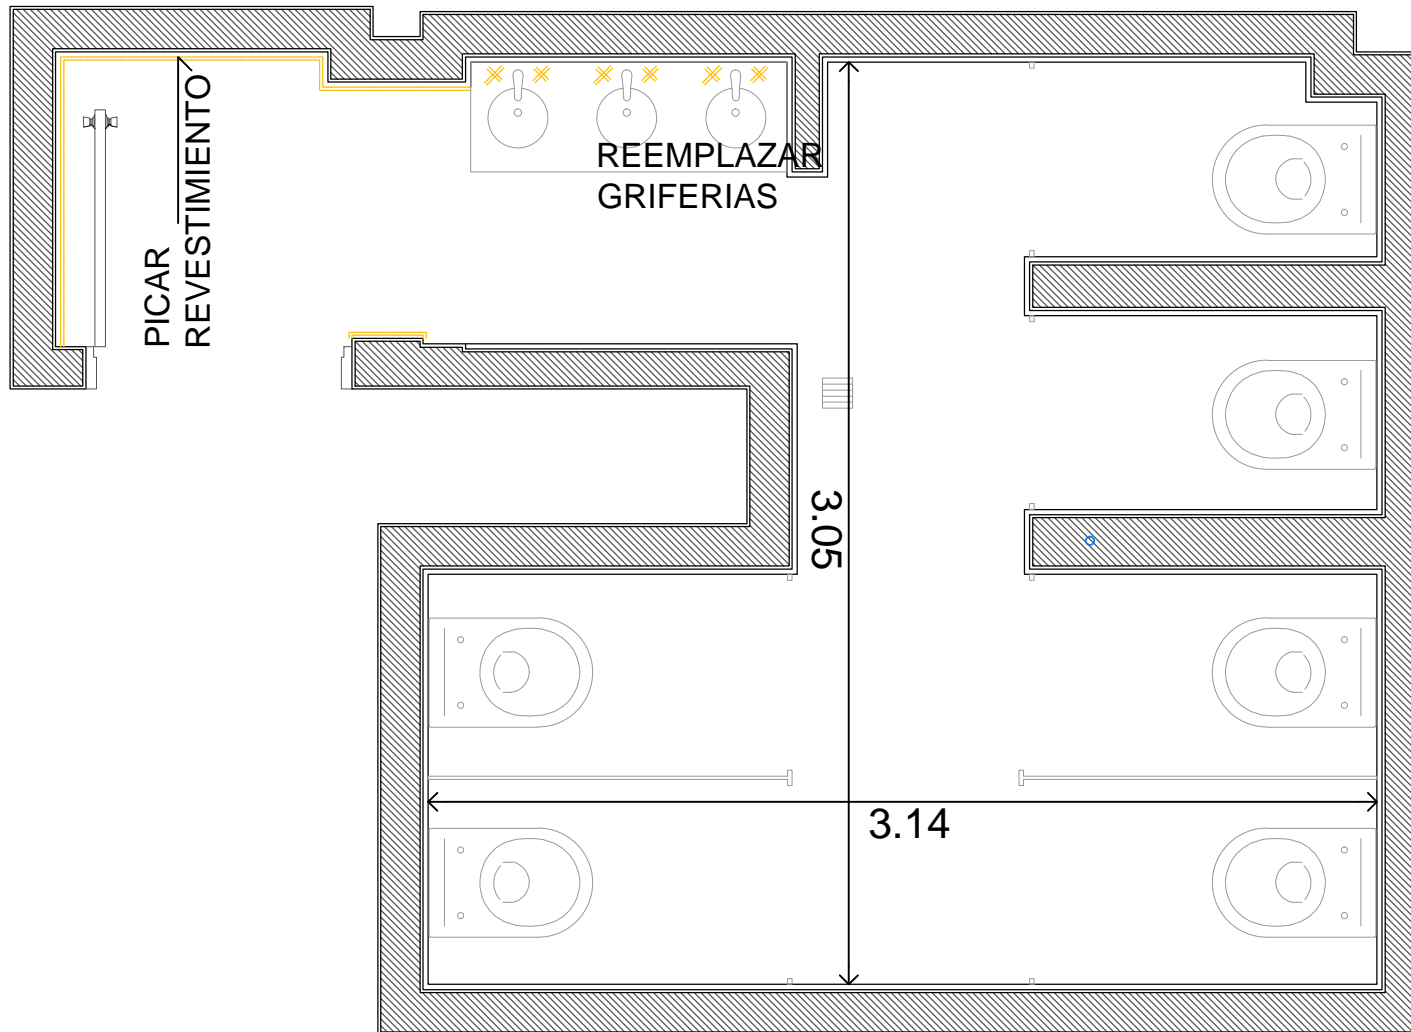 PICAR
REVESTIMIENTO
REEMPLAZAR
GRIFERIAS
3.05
3.14